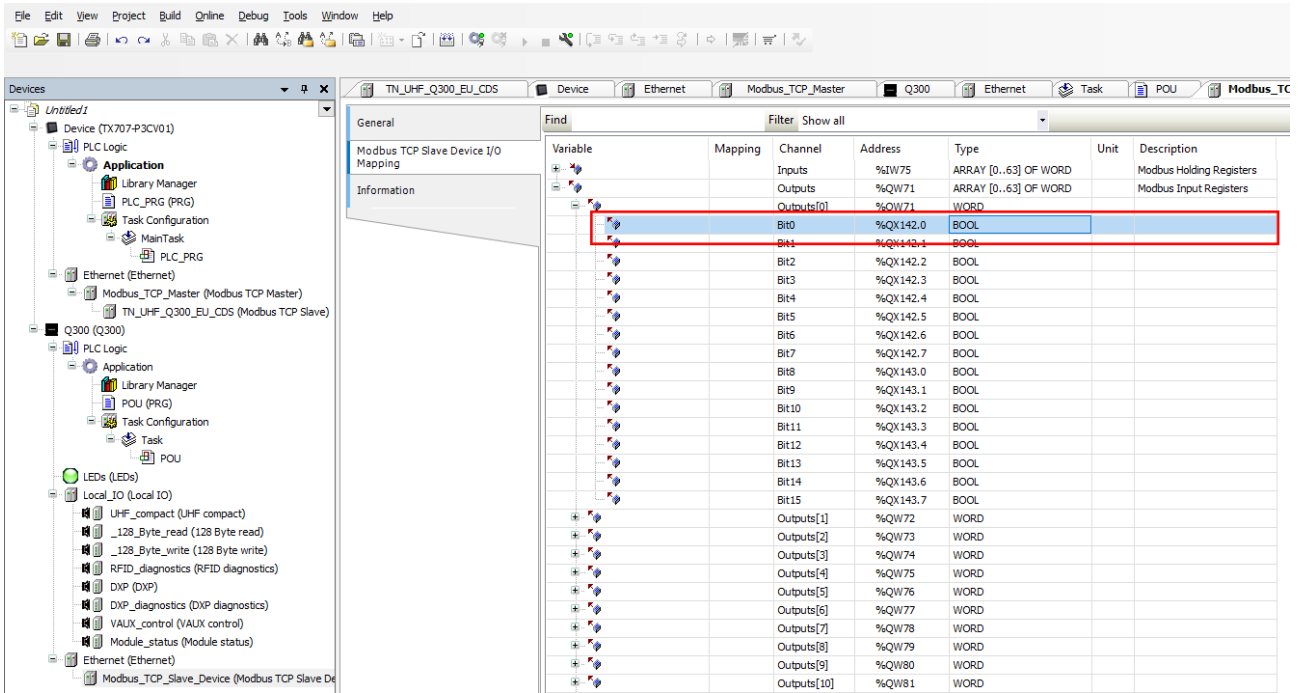 File Edit View Project Build Online Debug Tools Window Help
Devices
TN_UHF_Q300_EU_CDS Device Ethernet Modbus_TCP_Master Q300 Ethernet Task POU Modbus_TC
Untitled1
Device (TX707-P3CV01)
PLC Logic
Application
Library Manager
PLC_PRG (PRG)
Task Configuration
MainTask
PLC_PRG
Ethernet (Ethernet)
Modbus_TCP_Master (Modbus TCP Master)
TN_UHF_Q300_EU_CDS (Modbus TCP Slave)
Q300 (Q300)
PLC Logic
Application
Library Manager
POU (PRG)
Task Configuration
Task
POU
LEDs (LEDs)
Local_IO (Local IO)
UHF_compact (UHF compact)
_128_Byte_read (128 Byte read)
_128_Byte_write (128 Byte write)
RFID_diagnostics (RFID diagnostics)
DXP (DXP)
DXP_diagnostics (DXP diagnostics)
VAUX_control (VAUX control)
Module_status (Module status)
Ethernet (Ethernet)
Modbus_TCP_Slave_Device (Modbus TCP Slave De
General
Modbus TCP Slave Device I/O
Mapping
Information
Find Filter Show all
Variable Mapping Channel Address Type Unit Description
Inputs %IW75 ARRAY [0..63] OF WORD Modbus Holding Registers
Outputs %QW71 ARRAY [0..63] OF WORD Modbus Input Registers
Outputs[0] %QW71 WORD
Bit0 %QX142.0 BOOL
Bit1 %QX142.1 BOOL
Bit2 %QX142.2 BOOL
Bit3 %QX142.3 BOOL
Bit4 %QX142.4 BOOL
Bit5 %QX142.5 BOOL
Bit6 %QX142.6 BOOL
Bit7 %QX142.7 BOOL
Bit8 %QX143.0 BOOL
Bit9 %QX143.1 BOOL
Bit10 %QX143.2 BOOL
Bit11 %QX143.3 BOOL
Bit12 %QX143.4 BOOL
Bit13 %QX143.5 BOOL
Bit14 %QX143.6 BOOL
Bit15 %QX143.7 BOOL
Outputs[1] %QW72 WORD
Outputs[2] %QW73 WORD
Outputs[3] %QW74 WORD
Outputs[4] %QW75 WORD
Outputs[5] %QW76 WORD
Outputs[6] %QW77 WORD
Outputs[7] %QW78 WORD
Outputs[8] %QW79 WORD
Outputs[9] %QW80 WORD
Outputs[10] %QW81 WORD